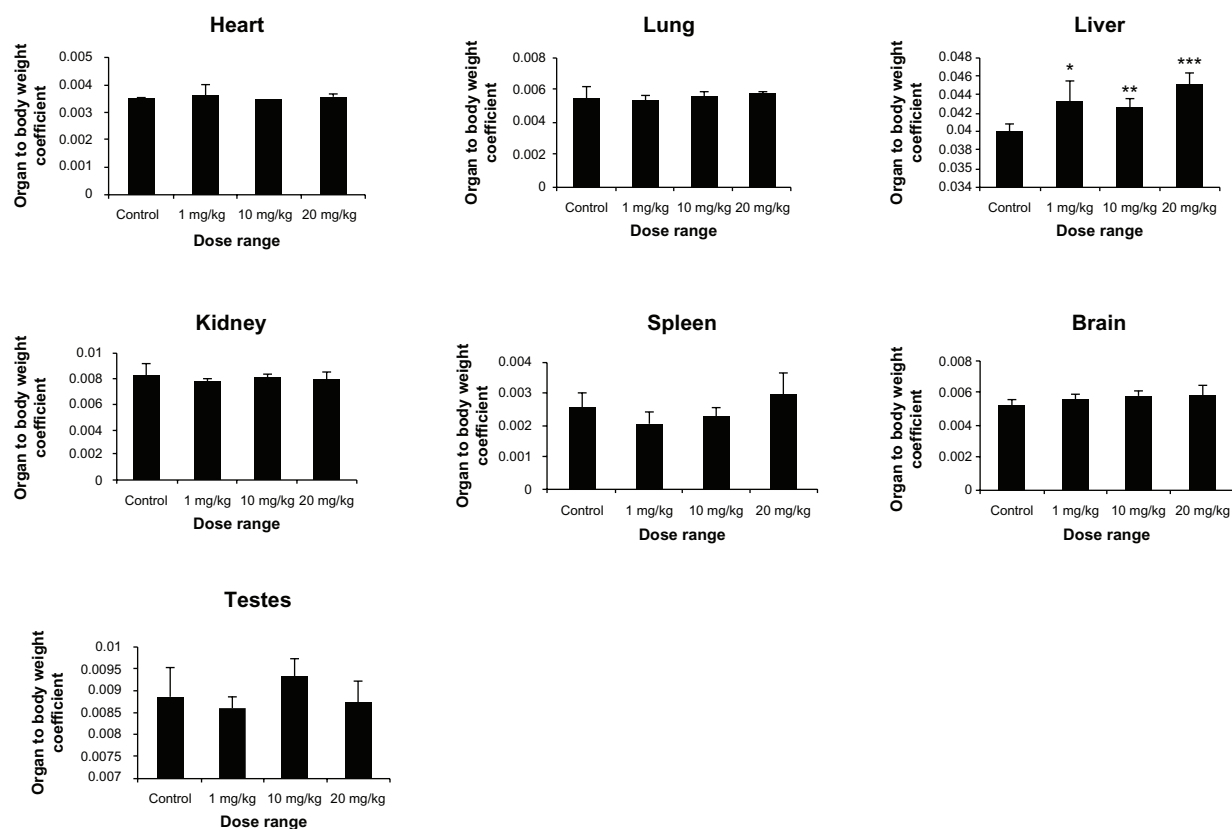 Heart
Organ to body weight
coefficient
0.005
0.004
0.003
0.002
0.001
0
Control 1 mg/kg 10 mg/kg 20 mg/kg
Dose range
Lung
Organ to body weight
coefficient
0.008
0.006
0.004
0.002
0
Control 1 mg/kg 10 mg/kg 20 mg/kg
Dose range
Liver
Organ to body weight
coefficient
0.048
0.046
0.044
0.042
0.04
0.038
0.035
0.034
* ** ***
Control 1 mg/kg 10 mg/kg 20 mg/kg
Dose range
Kidney
Organ to body weight
coefficient
0.01
0.008
0.006
0.004
0.002
0
Control 1 mg/kg 10 mg/kg 20 mg/kg
Dose range
Spleen
Organ to body weight
coefficient
0.004
0.003
0.002
0.001
0
Control 1 mg/kg 10 mg/kg 20 mg/kg
Dose range
Brain
Organ to body weight
coefficient
0.008
0.006
0.004
0.002
0
Control 1 mg/kg 10 mg/kg 20 mg/kg
Dose range
Testes
Organ to body weight
coefficient
0.01
0.0095
0.009
0.0085
0.008
0.0075
0.007
Control 1 mg/kg 10 mg/kg 20 mg/kg
Dose range